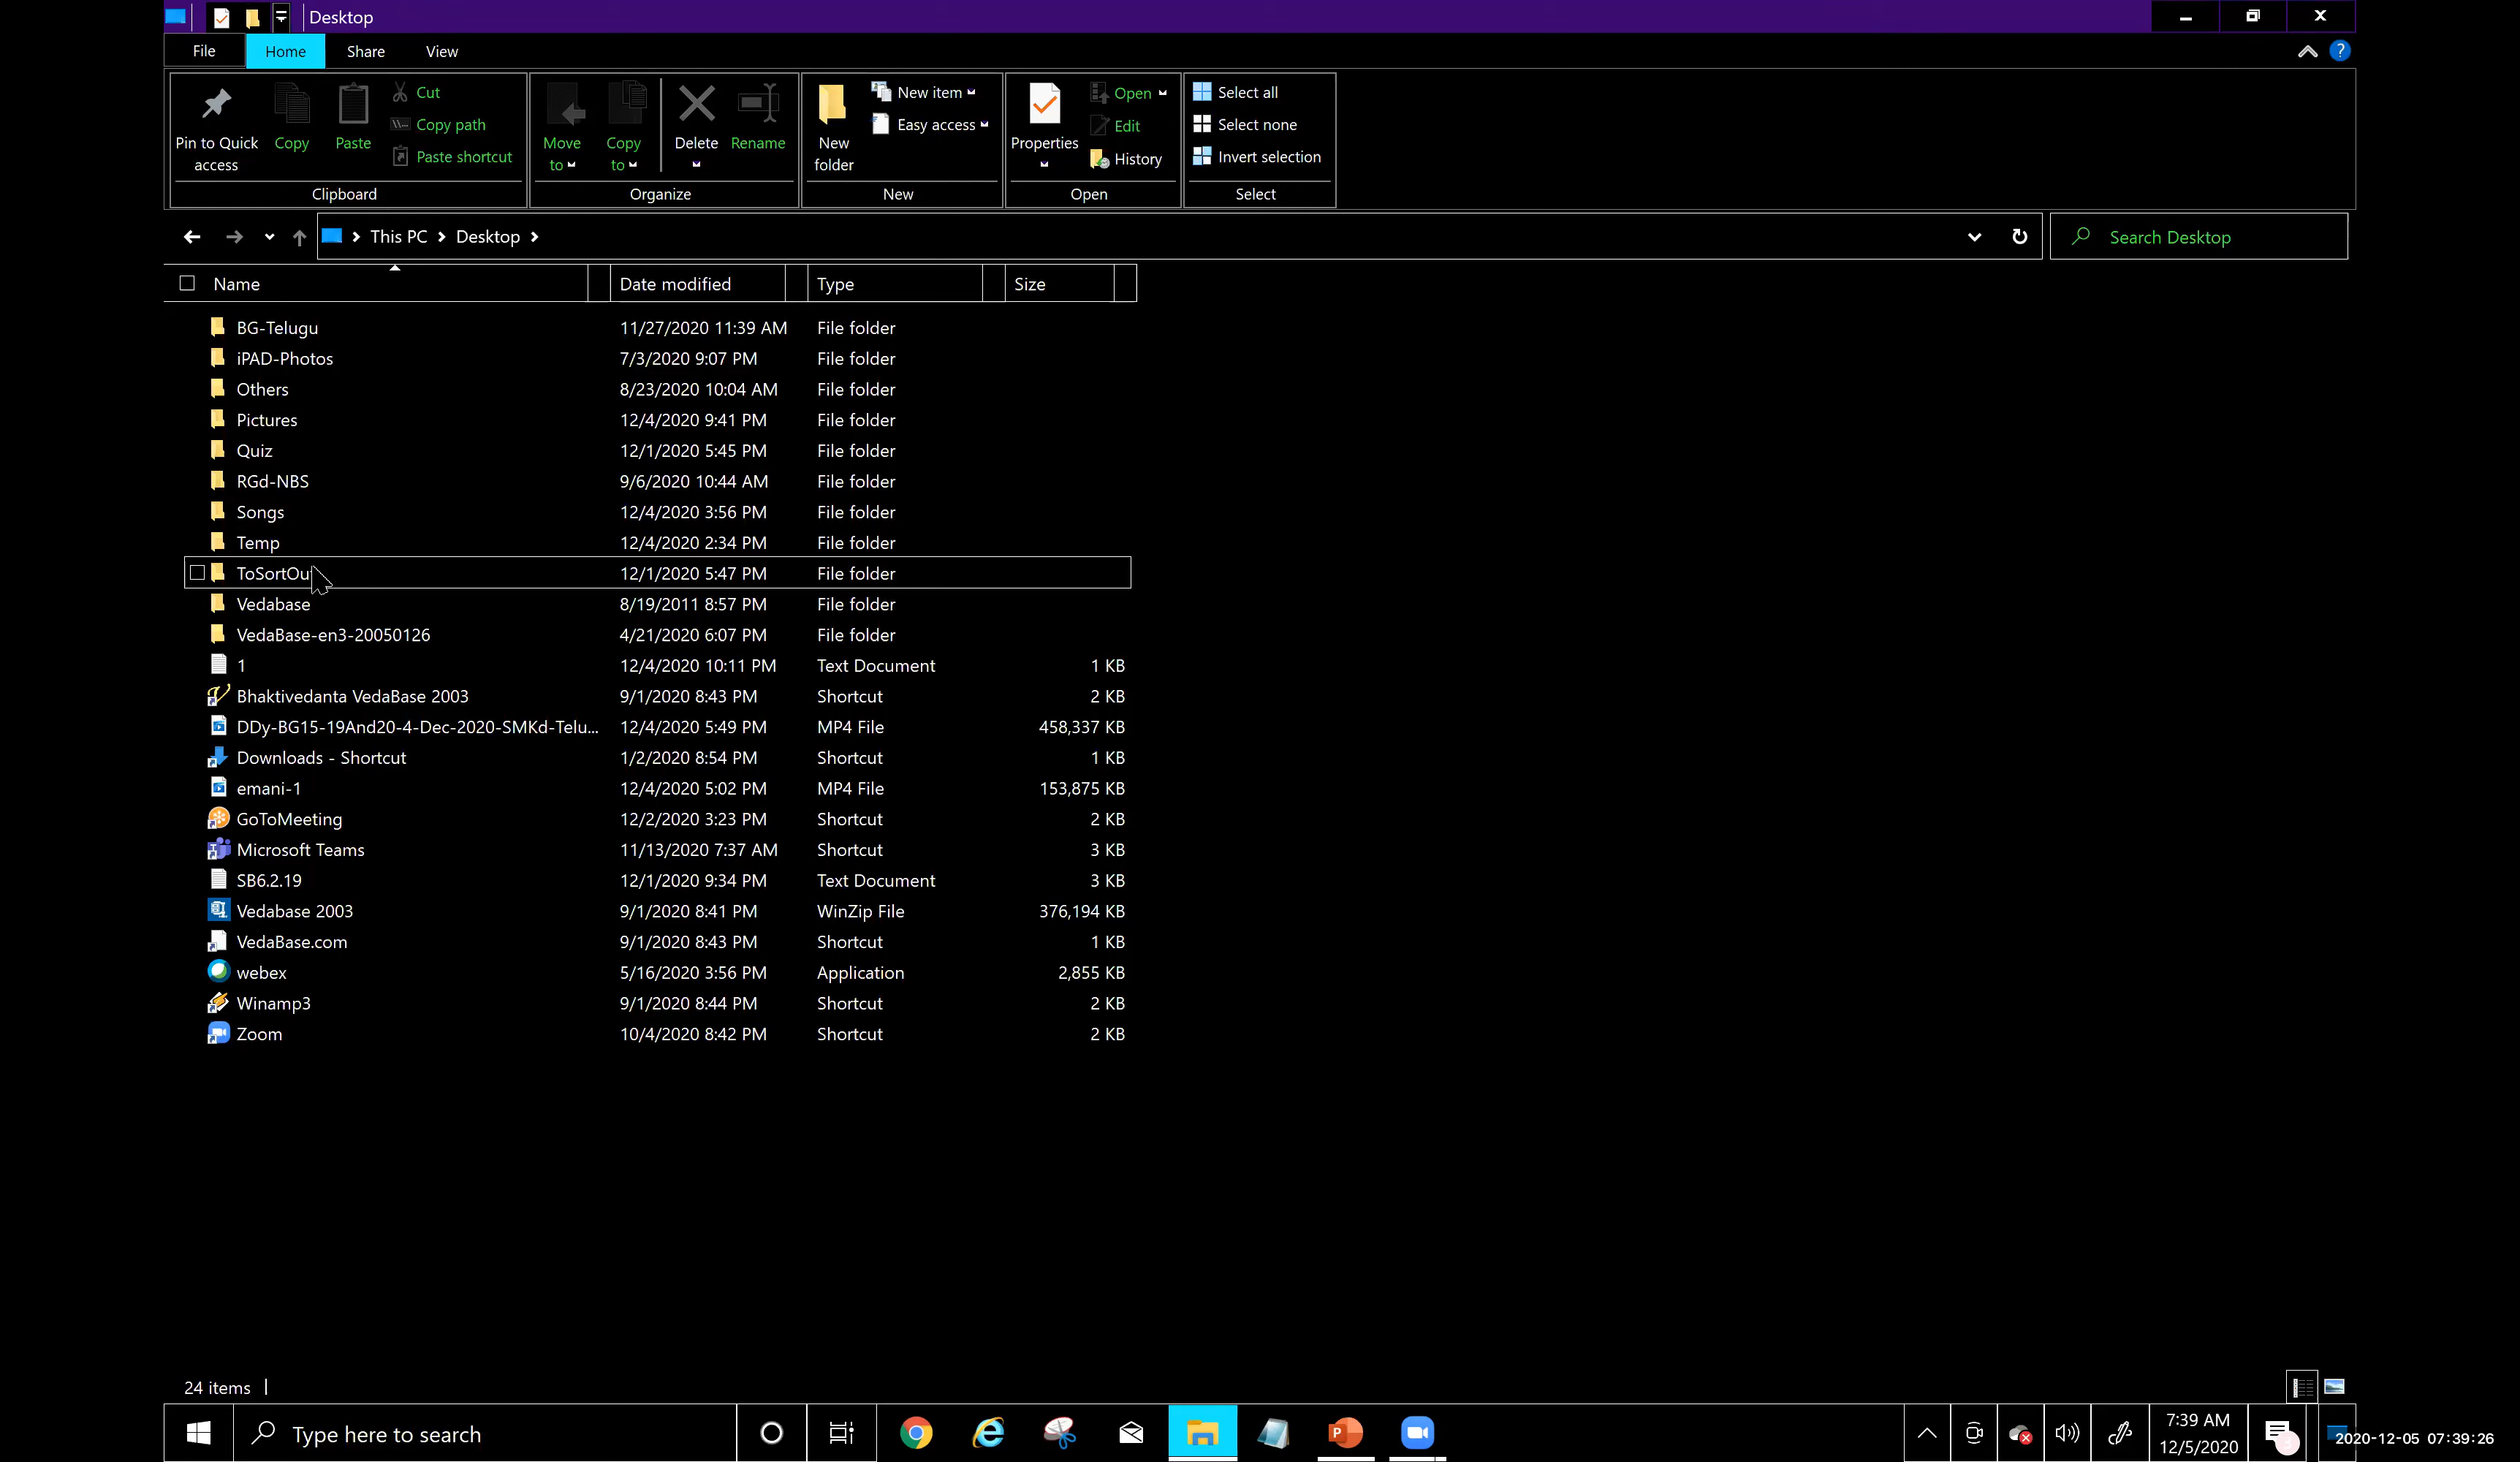 Desktop
File Home Share View
Pin to Quick access
Copy
Paste
Cut
Copy path
Paste shortcut
Clipboard
Move to
Copy to
Delete
Rename
Organize
New folder
New item
Easy access
New
Properties
Open
Edit
History
Open
Select all
Select none
Invert selection
Select
This PC Desktop
Search Desktop
Name Date modified Type Size
BG-Telugu 11/27/2020 11:39 AM File folder
iPAD-Photos 7/3/2020 9:07 PM File folder
Others 8/23/2020 10:04 AM File folder
Pictures 12/4/2020 9:41 PM File folder
Quiz 12/1/2020 5:45 PM File folder
RGd-NBS 9/6/2020 10:44 AM File folder
Songs 12/4/2020 3:56 PM File folder
Temp 12/4/2020 2:34 PM File folder
12/1/2020 5:47 PM File folder
Vedabase 8/19/2011 8:57 PM File folder
VedaBase-en3-20050126 4/21/2020 6:07 PM File folder
1 12/4/2020 10:11 PM Text Document 1 KB
Bhaktivedanta VedaBase 2003 9/1/2020 8:43 PM Shortcut 2 KB
DDy-BG15-19And20-4-Dec-2020-SMKd-Telu... 12/4/2020 5:49 PM MP4 File 458,337 KB
Downloads - Shortcut 1/2/2020 8:54 PM Shortcut 1 KB
emani-1 12/4/2020 5:02 PM MP4 File 153,875 KB
GoToMeeting 12/2/2020 3:23 PM Shortcut 2 KB
Microsoft Teams 11/13/2020 7:37 AM Shortcut 3 KB
SB6.2.19 12/1/2020 9:34 PM Text Document 3 KB
Vedabase 2003 9/1/2020 8:41 PM WinZip File 376,194 KB
VedaBase.com 9/1/2020 8:43 PM Shortcut 1 KB
webex 5/16/2020 3:56 PM Application 2,855 KB
Winamp3 9/1/2020 8:44 PM Shortcut 2 KB
Zoom 10/4/2020 8:42 PM Shortcut 2 KB
24 items
Type here to search
7:39 AM
12/5/2020
2020-12-05 07:39:26